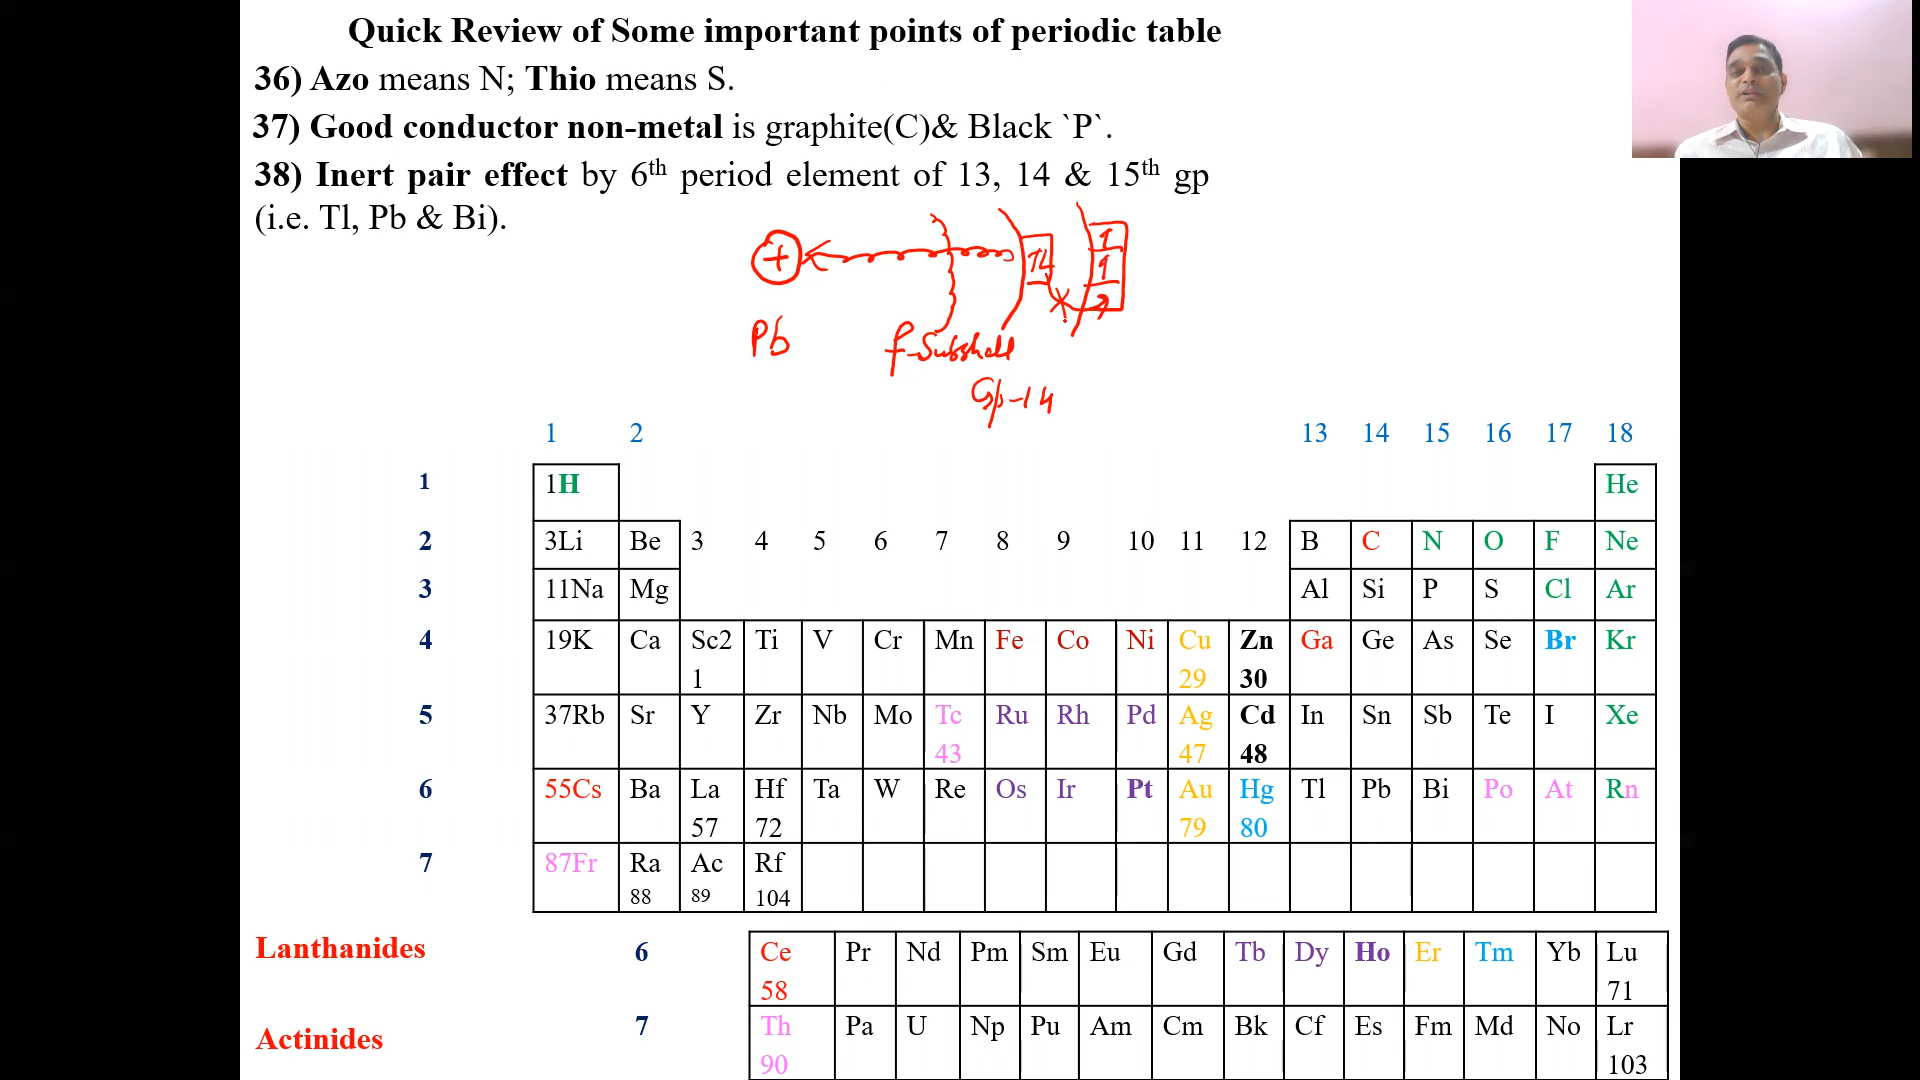 Quick Review of Some important points of periodic table
36) Azo means N; Thio means S.
37) Good conductor non-metal is graphite(C)& Black `P`.
38) Inert pair effect by 6th period element of 13, 14 & 15th gp
(i.e. Tl, Pb & Bi).
+ 1L 1 1
Pb f-Subshell
Gp-14
1 2 13 14 15 16 17 18
1 1H He
2 3Li Be 3 4 5 6 7 8 9 10 11 12 B C N O F Ne
3 11Na Mg Al Si P S Cl Ar
4 19K Ca Sc2 Ti V Cr Mn Fe Co Ni Cu Zn Ga Ge As Se Br Kr
1 29 30
5 37Rb Sr Y Zr Nb Mo Tc Ru Rh Pd Ag Cd In Sn Sb Te I Xe
43 47 48
6 55Cs Ba La Hf Ta W Re Os Ir Pt Au Hg Tl Pb Bi Po At Rn
57 72 79 80
7 87Fr Ra Ac Rf
88 89 104
Lanthanides 6 Ce Pr Nd Pm Sm Eu Gd Tb Dy Ho Er Tm Yb Lu
58 71
Actinides 7 Th Pa U Np Pu Am Cm Bk Cf Es Fm Md No Lr
90 103